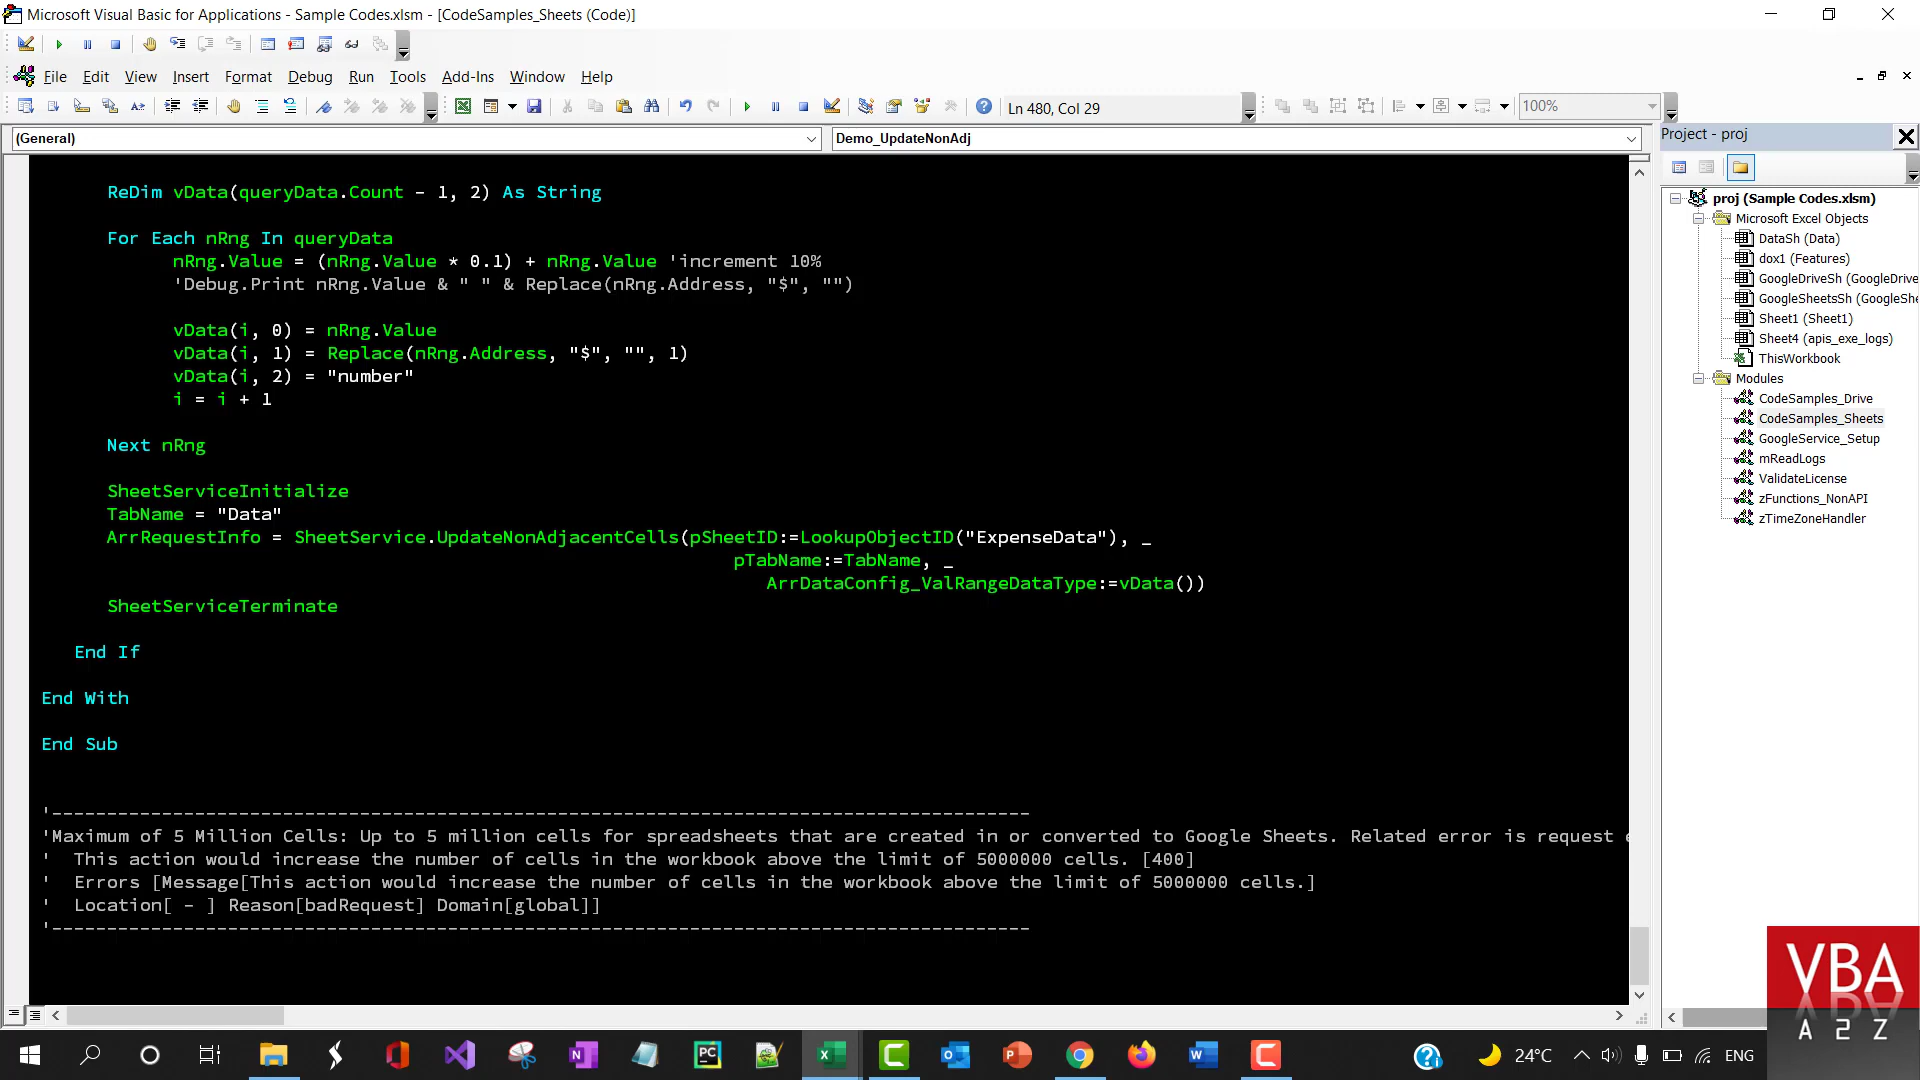 Microsoft Visual Basic for Applications - Sample Codes.xlsm - [CodeSamples_Sheets (Code)]
File Edit View Insert Format Debug Run Tools Add-Ins Window Help
Ln 480, Col 29
100%
(General)
Demo_UpdateNonAdj
ReDim vData(queryData.Count - 1, 2) As String
For Each nRng In queryData
nRng.Value = (nRng.Value * 0.1) + nRng.Value 'increment 10%
'Debug.Print nRng.Value & " " & Replace(nRng.Address, "$", "")
vData(i, 0) = nRng.Value
vData(i, 1) = Replace(nRng.Address, "$", "", 1)
vData(i, 2) = "number"
i = i + 1
Next nRng
SheetServiceInitialize
TabName = "Data"
ArrRequestInfo = SheetService.UpdateNonAdjacentCells(pSheetID:=LookupObjectID("ExpenseData"), _
pTabName:=TabName, _
ArrDataConfig_ValRangeDataType:=vData())
SheetServiceTerminate
End If
End With
End Sub
'-----------------------------------------------------------------------------------------
'Maximum of 5 Million Cells: Up to 5 million cells for spreadsheets that are created in or converted to Google Sheets. Related error is request
' This action would increase the number of cells in the workbook above the limit of 5000000 cells. [400]
' Errors [Message[This action would increase the number of cells in the workbook above the limit of 5000000 cells.]
' Location[ - ] Reason[badRequest] Domain[global]]
'-----------------------------------------------------------------------------------------
Project - proj
proj (Sample Codes.xlsm)
Microsoft Excel Objects
DataSh (Data)
dox1 (Features)
GoogleDriveSh (GoogleDrive
GoogleSheetsSh (GoogleShe
Sheet1 (Sheet1)
Sheet4 (apis_exe_logs)
ThisWorkbook
Modules
CodeSamples_Drive
CodeSamples_Sheets
GoogleService_Setup
mReadLogs
ValidateLicense
zFunctions_NonAPI
zTimeZoneHandler
VBA
A 2 Z
24°C
ENG